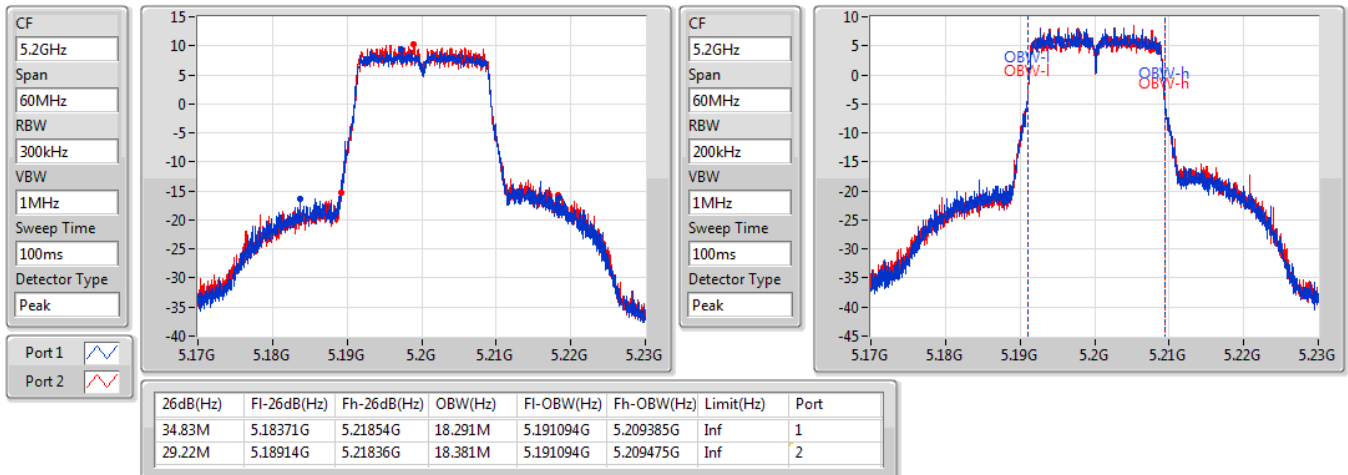 CF
5.2GHz
Span
60MHz
RBW
300kHz
VBW
1MHz
Sweep Time
100ms
Detector Type
Peak
Port 1
Port 2
15
10
5
0
-5
-10
-15
-20
-25
-30
-35
-40
5.17G 5.18G 5.19G 5.2G 5.21G 5.22G 5.23G
CF
5.2GHz
Span
60MHz
RBW
200kHz
VBW
1MHz
Sweep Time
100ms
Detector Type
Peak
10
5
0
-5
-10
-15
-20
-25
-30
-35
-40
-45
OBW-l
OBW-l
OBW-h
OBW-h
5.17G 5.18G 5.19G 5.2G 5.21G 5.22G 5.23G
26dB(Hz) Fl-26dB(Hz) Fh-26dB(Hz) OBW(Hz) Fl-OBW(Hz) Fh-OBW(Hz) Limit(Hz) Port
34.83M 5.18371G 5.21854G 18.291M 5.191094G 5.209385G Inf 1
29.22M 5.18914G 5.21836G 18.381M 5.191094G 5.209475G Inf 2